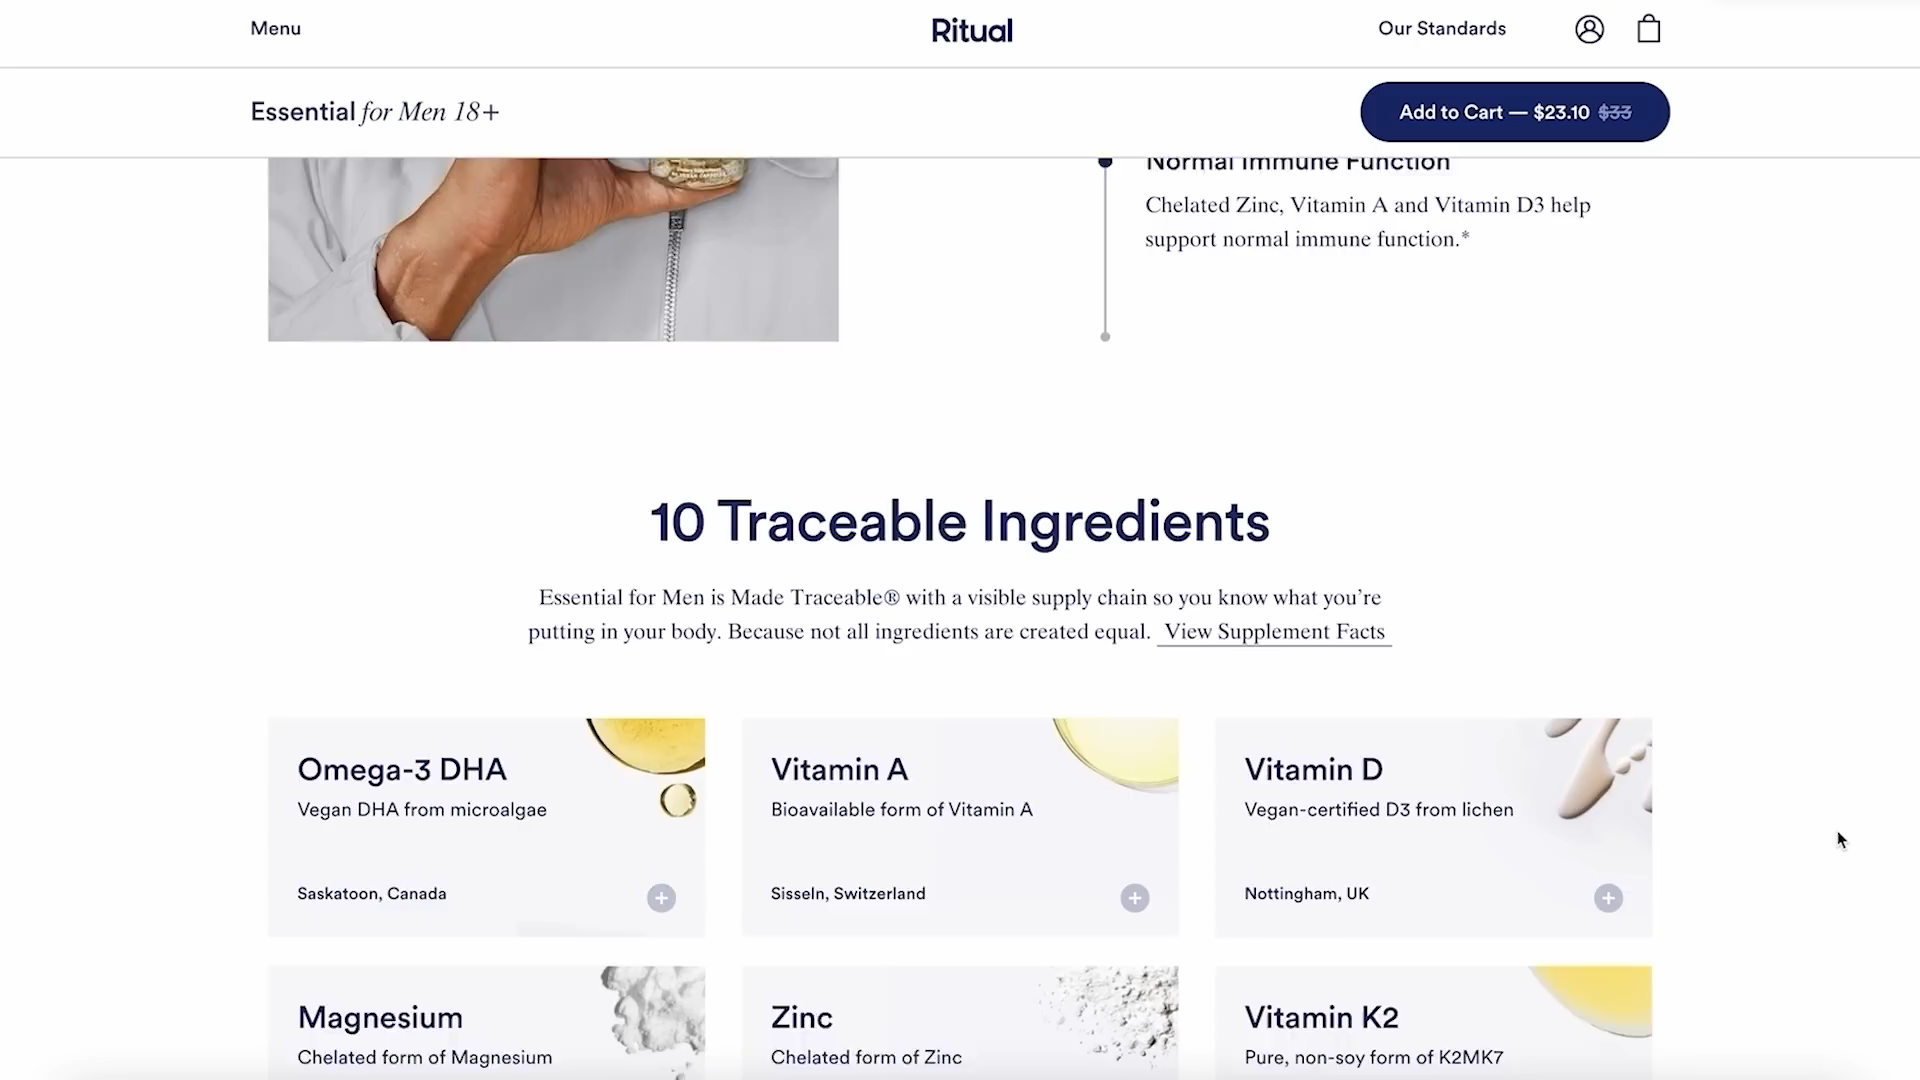 Menu
Ritual
Our Standards
Essential for Men 18+
Add to Cart — $23.10 $33
Normal Immune Function
Chelated Zinc, Vitamin A and Vitamin D3 help
support normal immune function.*
10 Traceable Ingredients
Essential for Men is Made Traceable® with a visible supply chain so you know what you're
putting in your body. Because not all ingredients are created equal. View Supplement Facts
Omega-3 DHA
Vegan DHA from microalgae
Saskatoon, Canada
Vitamin A
Bioavailable form of Vitamin A
Sisseln, Switzerland
Vitamin D
Vegan-certified D3 from lichen
Nottingham, UK
Magnesium
Chelated form of Magnesium
Zinc
Chelated form of Zinc
Vitamin K2
Pure, non-soy form of K2MK7